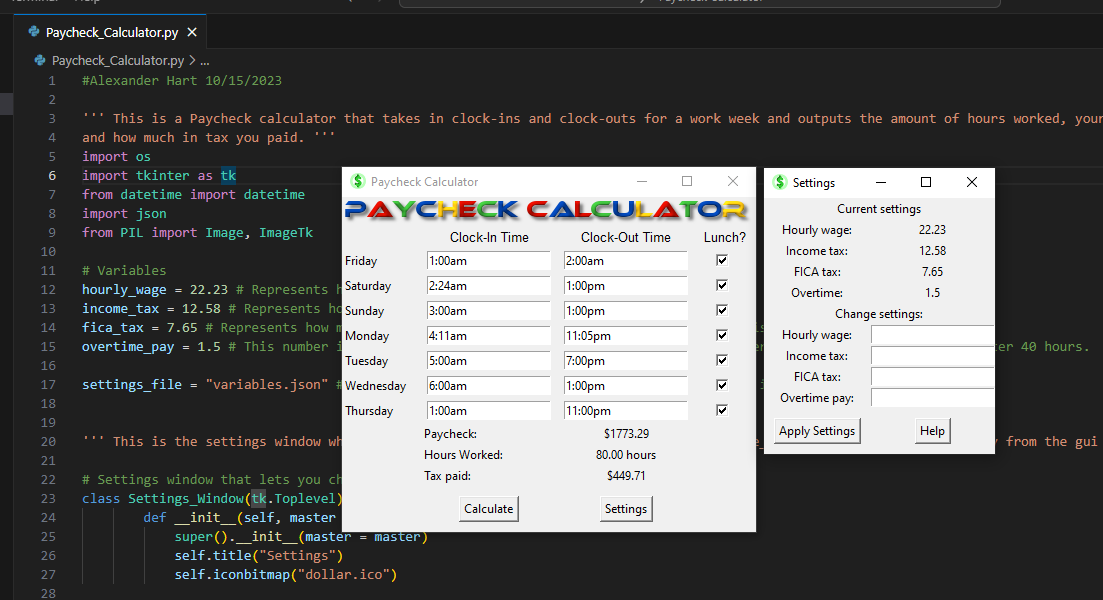 Paycheck_Calculator.py
Paycheck_Calculator.py > ...
1 #Alexander Hart 10/15/2023
2
3 ''' This is a Paycheck calculator that takes in clock-ins and clock-outs for a work week and outputs the amount of hours worked, your
4 and how much in tax you paid. '''
5 import os
6 import tkinter as tk
7 from datetime import datetime
8 import json
9 from PIL import Image, ImageTk
10
11 # Variables
12 hourly_wage = 22.23 # Represents
13 income_tax = 12.58 # Represents
14 fica_tax = 7.65 # Represents how
15 overtime_pay = 1.5 # This number
ter 40 hours.
16
17 settings_file = "variables.json" #
18
19
20 ''' This is the settings window
from the gui
21
22 # Settings window that lets you
23 class Settings_Window(tk.Toplevel)
24 def __init__(self, master
25 super().__init__(master = master)
26 self.title("Settings")
27 self.iconbitmap("dollar.ico")
28
Paycheck Calculator
PAYCHECK CALCULATOR
Clock-In Time Clock-Out Time Lunch?
Friday 1:00am 2:00am
Saturday 2:24am 1:00pm
Sunday 3:00am 1:00pm
Monday 4:11am 11:05pm
Tuesday 5:00am 7:00pm
Wednesday 6:00am 1:00pm
Thursday 1:00am 11:00pm
Paycheck: $1773.29
Hours Worked: 80.00 hours
Tax paid: $449.71
Calculate Settings
Settings
Current settings
Hourly wage: 22.23
Income tax: 12.58
FICA tax: 7.65
Overtime: 1.5
Change settings:
Hourly wage:
Income tax:
FICA tax:
Overtime pay:
Apply Settings Help